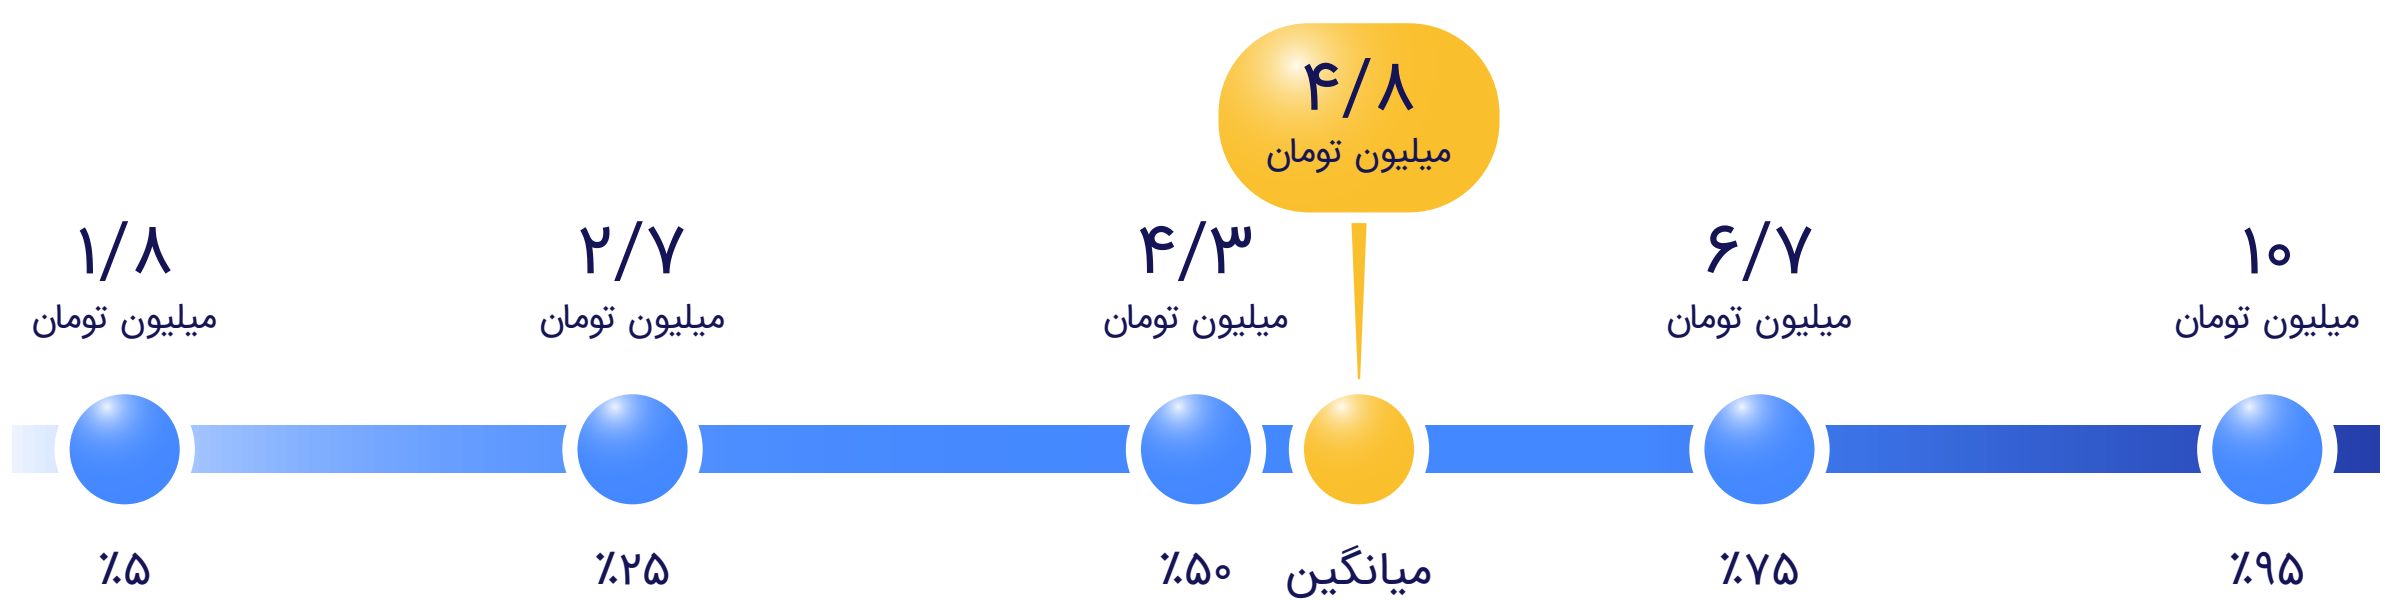 ۴/۸
میلیون تومان
۱/۸
میلیون تومان
۲/۷
میلیون تومان
۴/۳
میلیون تومان
۶/۷
میلیون تومان
۱۰
میلیون تومان
٪۵
٪۲۵
٪۵۰
میانگین
٪۷۵
٪۹۵